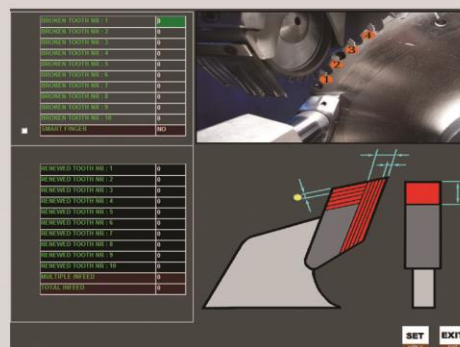 BROKEN TOOTH NR : 1 0
BROKEN TOOTH NR : 2 0
BROKEN TOOTH NR : 3 0
BROKEN TOOTH NR : 4 0
BROKEN TOOTH NR : 5 0
BROKEN TOOTH NR : 6 0
BROKEN TOOTH NR : 7 0
BROKEN TOOTH NR : 8 0
BROKEN TOOTH NR : 9 0
BROKEN TOOTH NR : 10 0
SMART FINGER NO
1
2
3
4
RENEWED TOOTH NR : 1 0
RENEWED TOOTH NR : 2 0
RENEWED TOOTH NR : 3 0
RENEWED TOOTH NR : 4 0
RENEWED TOOTH NR : 5 0
RENEWED TOOTH NR : 6 0
RENEWED TOOTH NR : 7 0
RENEWED TOOTH NR : 8 0
RENEWED TOOTH NR : 9 0
RENEWED TOOTH NR : 10 0
MULTIPLE INFEED 0
TOTAL INFEED 0
SET EXIT